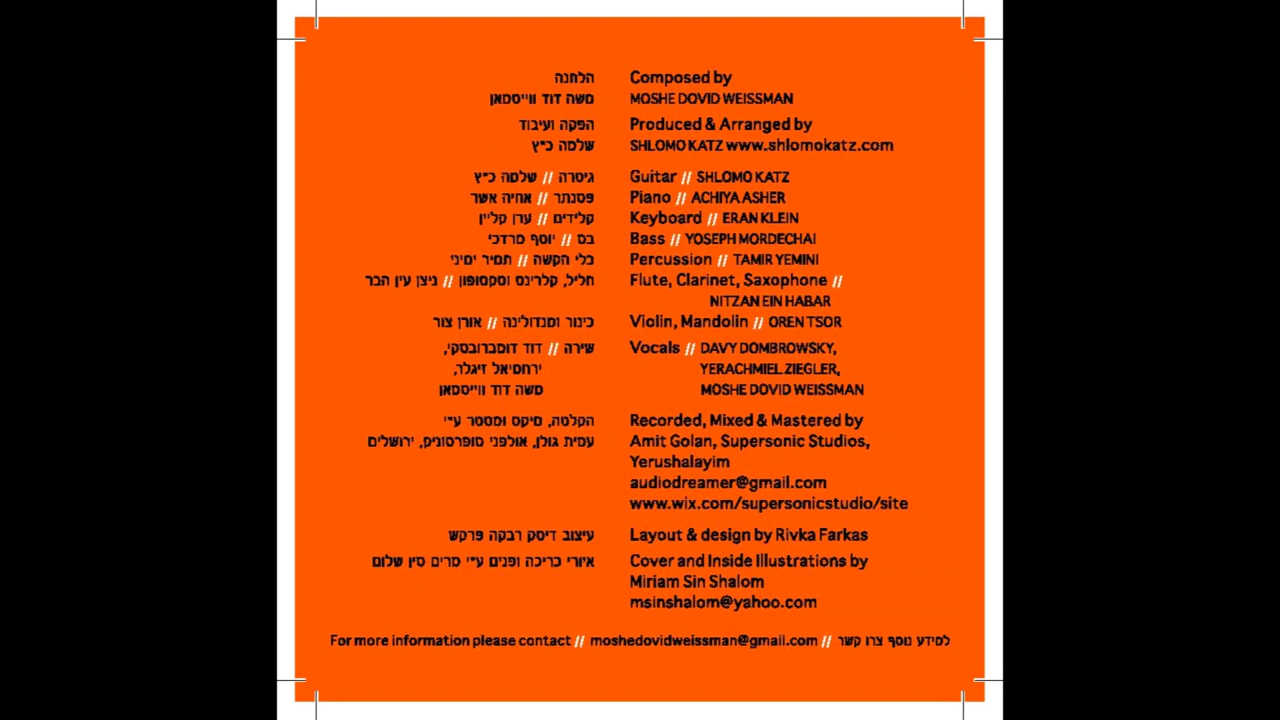 הלחנה
משה דוד ווייסמאן
הפקה ועיבוד
שלמה כ"ץ
גיטרה // שלמה כ"ץ
פסנתר // אחיה אשר
קלידים // ערן קליין
בס // יוסף מרדכי
כלי הקשה // תמיר ימיני
חליל, קלרינט וסקסופון // ניצן עין הבר
כינור ומנדולינה // אורן צור
שירה // דוד דומברובסקי,
ירחמיאל זיגלר,
משה דוד ווייסמאן
הקלטה, מיקס ומסטר ע"י
עמית גולן, אולפני סופרסוניק, ירושלים
עיצוב דיסק רבקה פרקש
איורי כריכה ופנים ע"י מרים סין שלום
Composed by
MOSHE DOVID WEISSMAN
Produced & Arranged by
SHLOMO KATZ www.shlomokatz.com
Guitar // SHLOMO KATZ
Piano // ACHIYA ASHER
Keyboard // ERAN KLEIN
Bass // YOSEPH MORDECHAI
Percussion // TAMIR YEMINI
Flute, Clarinet, Saxophone //
NITZAN EIN HABAR
Violin, Mandolin // OREN TSOR
Vocals // DAVY DOMBROWSKY,
YERACHMIEL ZIEGLER,
MOSHE DOVID WEISSMAN
Recorded, Mixed & Mastered by
Amit Golan, Supersonic Studios,
Yerushalayim
audiodreamer@gmail.com
www.wix.com/supersonicstudio/site
Layout & design by Rivka Farkas
Cover and Inside Illustrations by
Miriam Sin Shalom
msinshalom@yahoo.com
For more information please contact // moshedovidweissman@gmail.com // למידע נוסף צרו קשר